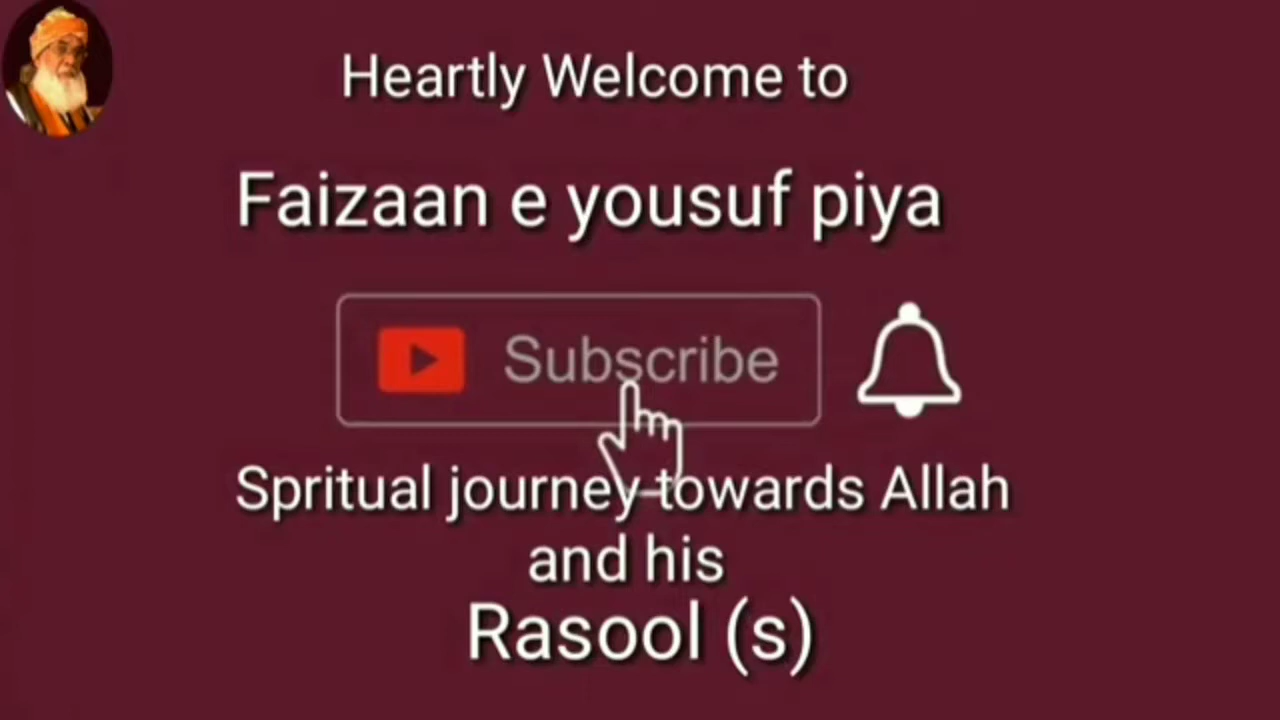 Heartly Welcome to
Faizaan e yousuf piya
Subscribe
Spritual journey towards Allah
and his
Rasool (s)